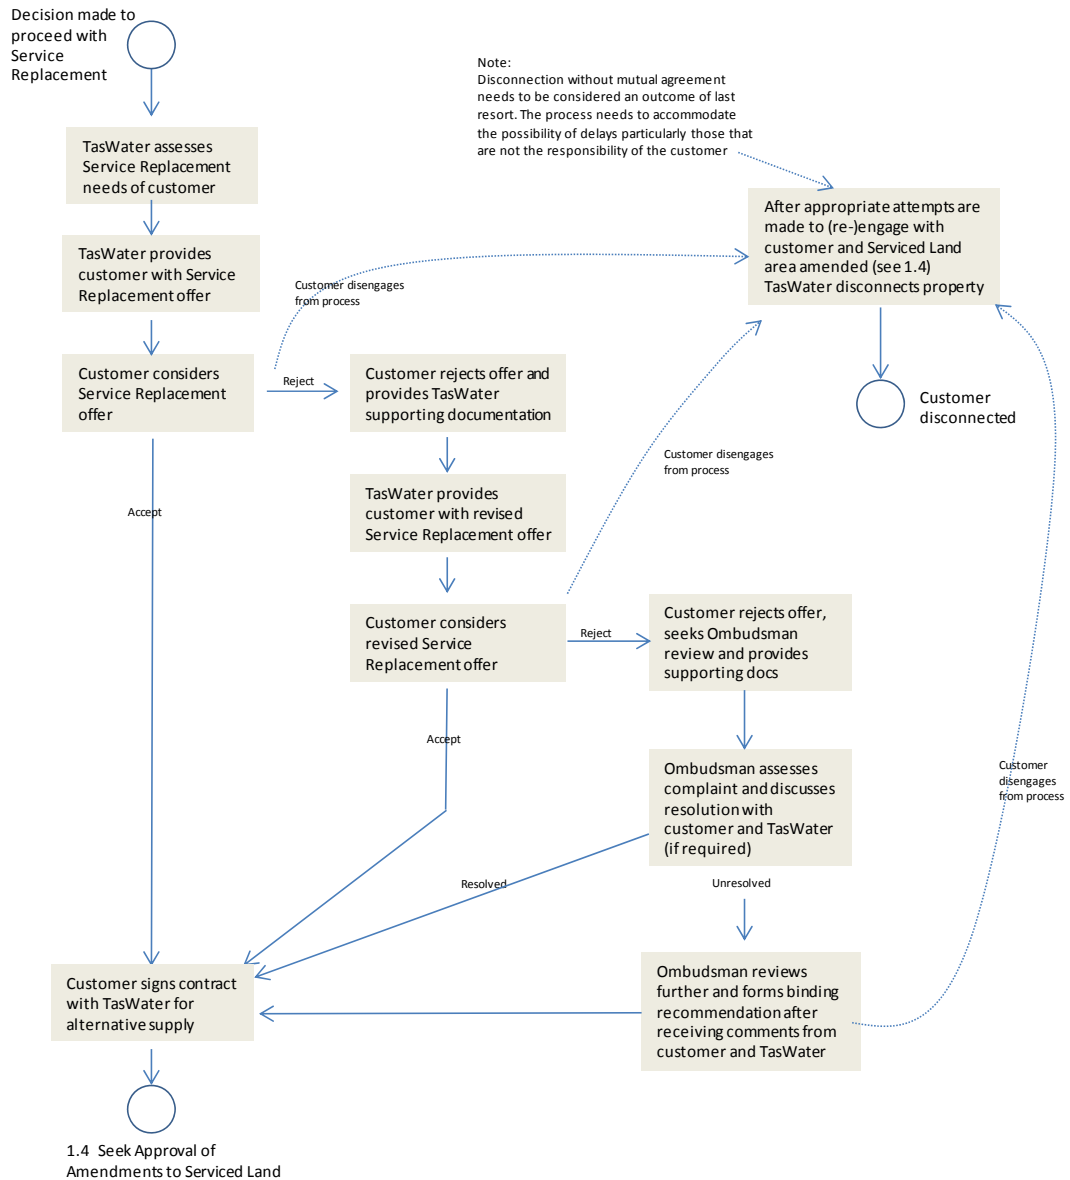 Decision made to
proceed with
Service
Replacement
Note:
Disconnection without mutual agreement
needs to be considered an outcome of last
resort. The process needs to accommodate
the possibility of delays particularly those that
are not the responsibility of the customer
TasWater assesses
Service Replacement
needs of customer
After appropriate attempts are
made to (re-)engage with
customer and Serviced Land
area amended (see 1.4)
TasWater disconnects property
TasWater provides
customer with Service
Replacement offer
Customer disengages
from process
Customer considers
Service Replacement
offer
Reject
Customer rejects offer and
provides TasWater
supporting documentation
Customer
disconnected
Customer disengages
from process
Accept
TasWater provides
customer with revised
Service Replacement offer
Customer considers
revised Service
Replacement offer
Reject
Customer rejects offer,
seeks Ombudsman
review and provides
supporting docs
Accept
Ombudsman assesses
complaint and discusses
resolution with
customer and TasWater
(if required)
Customer
disengages
from process
Resolved
Unresolved
Customer signs contract
with TasWater for
alternative supply
Ombudsman reviews
further and forms binding
recommendation after
receiving comments from
customer and TasWater
1.4 Seek Approval of
Amendments to Serviced Land